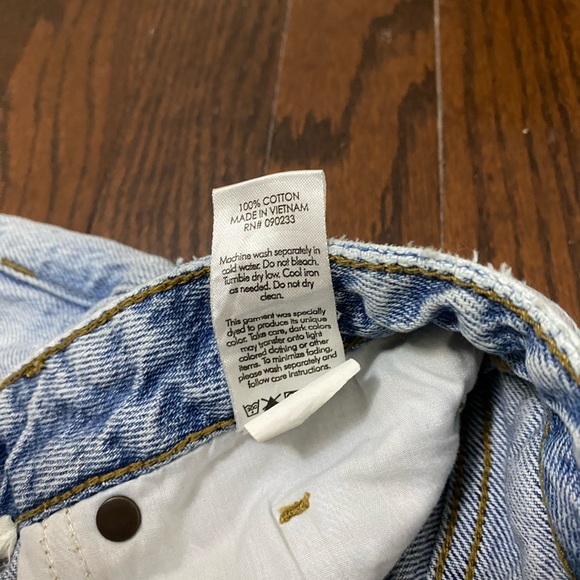 100% COTTON
MADE IN VIETNAM
RN# 090233
Machine wash separately in
cold water. Do not bleach.
Tumble dry low. Cool iron
as needed. Do not dry
clean.
This garment was specially
dyed to produce its unique
color. Take care, dark colors
may transfer onto light
colored clothing or other
items. To minimize fading,
please wash separately and
follow care instructions.